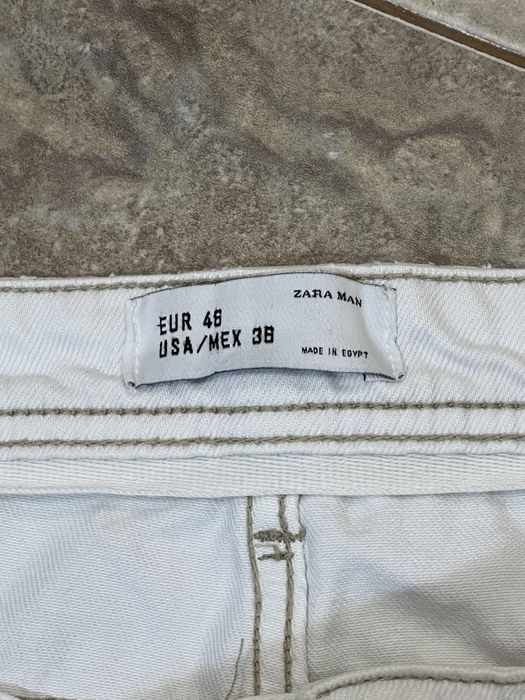 ZARA MAN
EUR 46
USA/MEX 36
MADE IN EGYPT